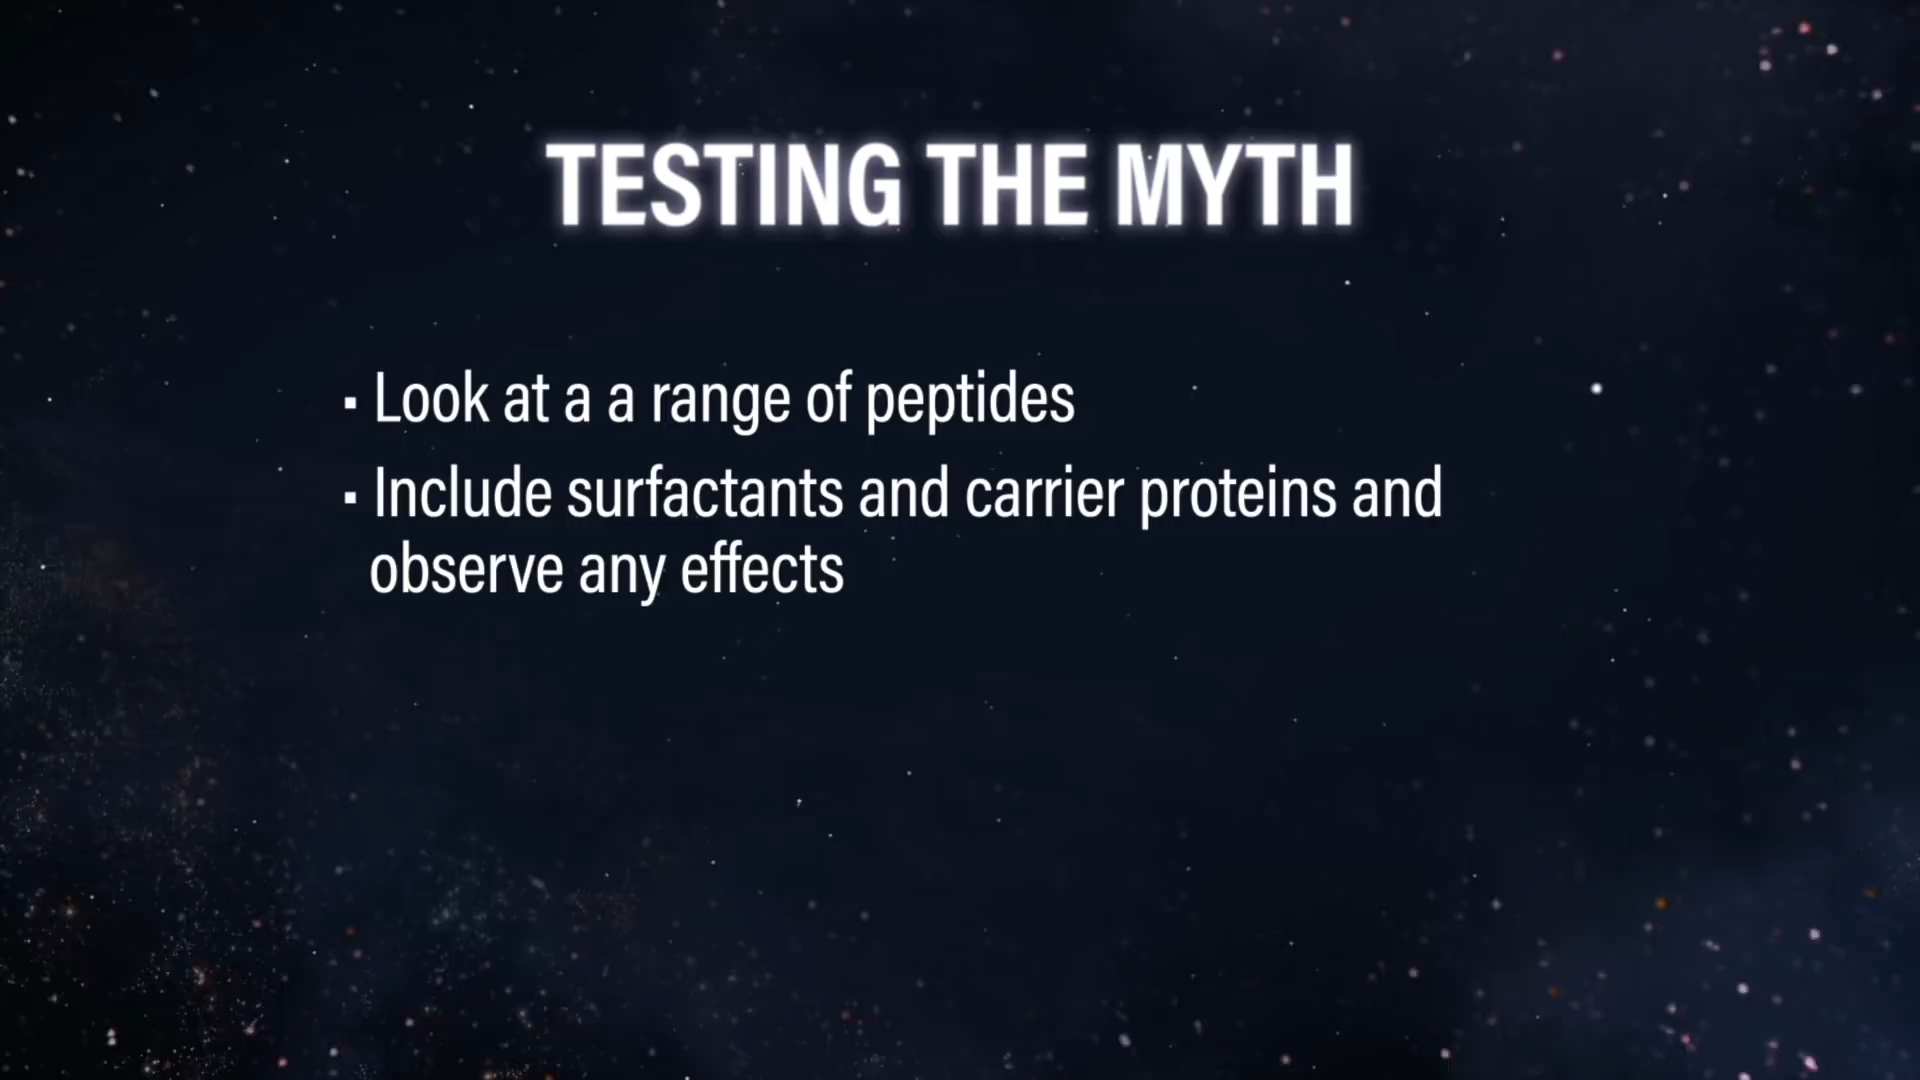 TESTING THE MYTH
▪ Look at a a range of peptides
▪ Include surfactants and carrier proteins and
observe any effects